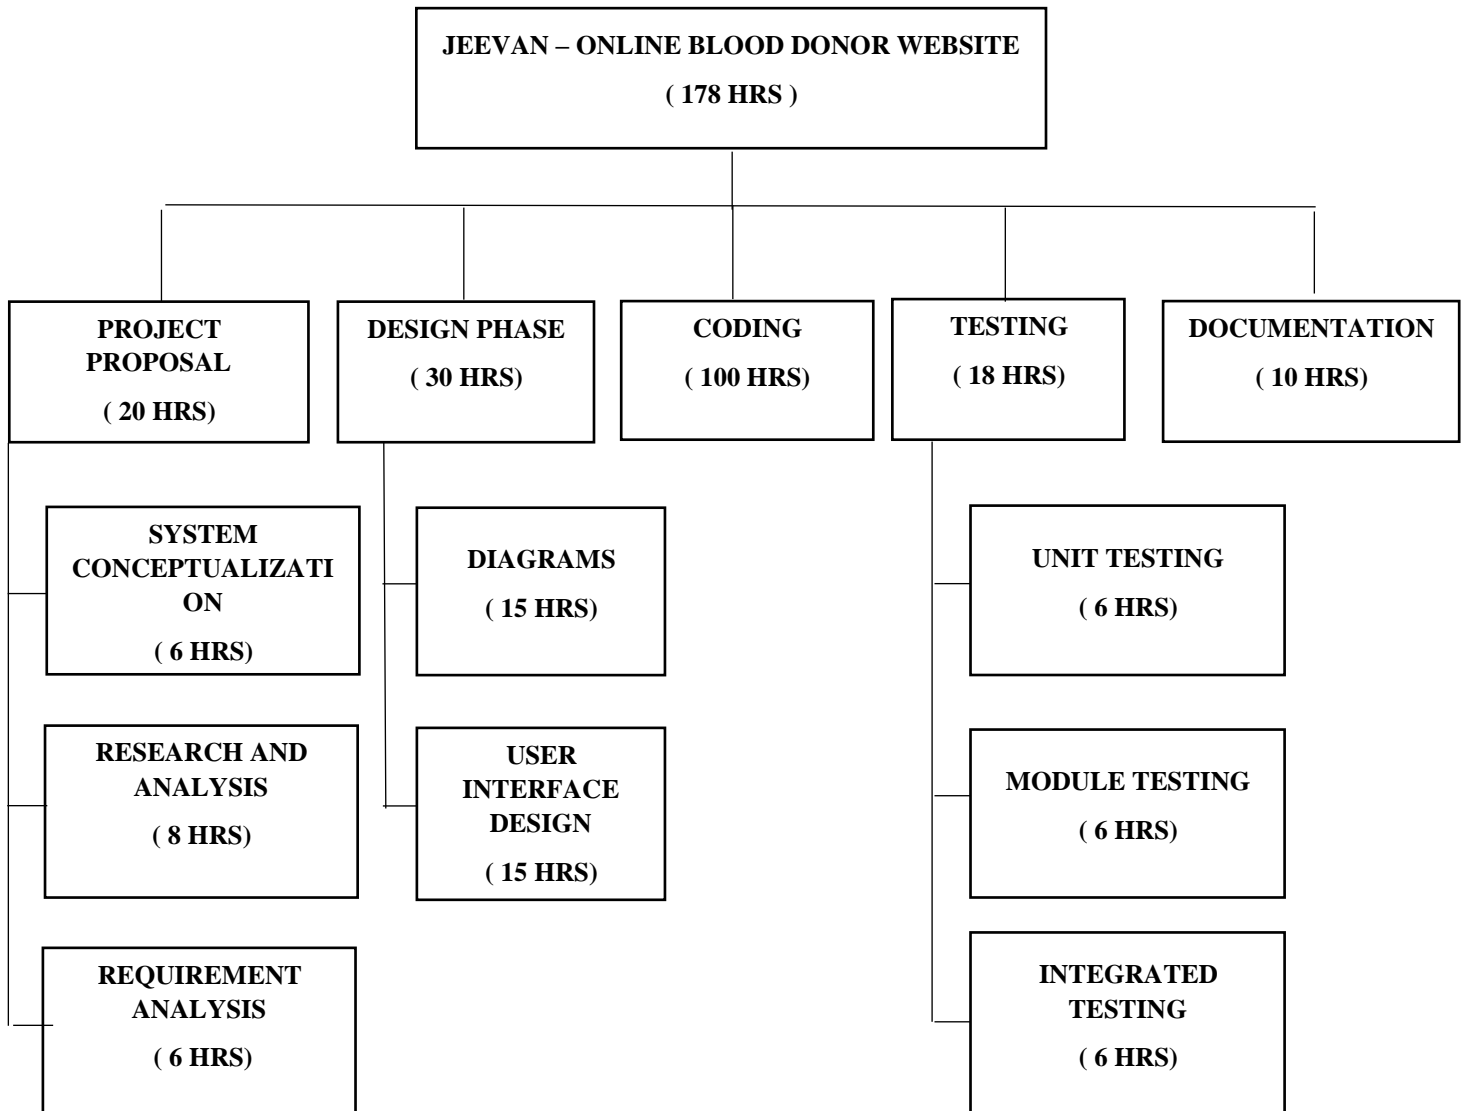 JEEVAN – ONLINE BLOOD DONOR WEBSITE
( 178 HRS )
PROJECT
PROPOSAL
( 20 HRS)
DESIGN PHASE
( 30 HRS)
CODING
( 100 HRS)
TESTING
( 18 HRS)
DOCUMENTATION
( 10 HRS)
SYSTEM
CONCEPTUALIZATI
ON
( 6 HRS)
DIAGRAMS
( 15 HRS)
UNIT TESTING
( 6 HRS)
RESEARCH AND
ANALYSIS
( 8 HRS)
USER
INTERFACE
DESIGN
( 15 HRS)
MODULE TESTING
( 6 HRS)
REQUIREMENT
ANALYSIS
( 6 HRS)
INTEGRATED
TESTING
( 6 HRS)